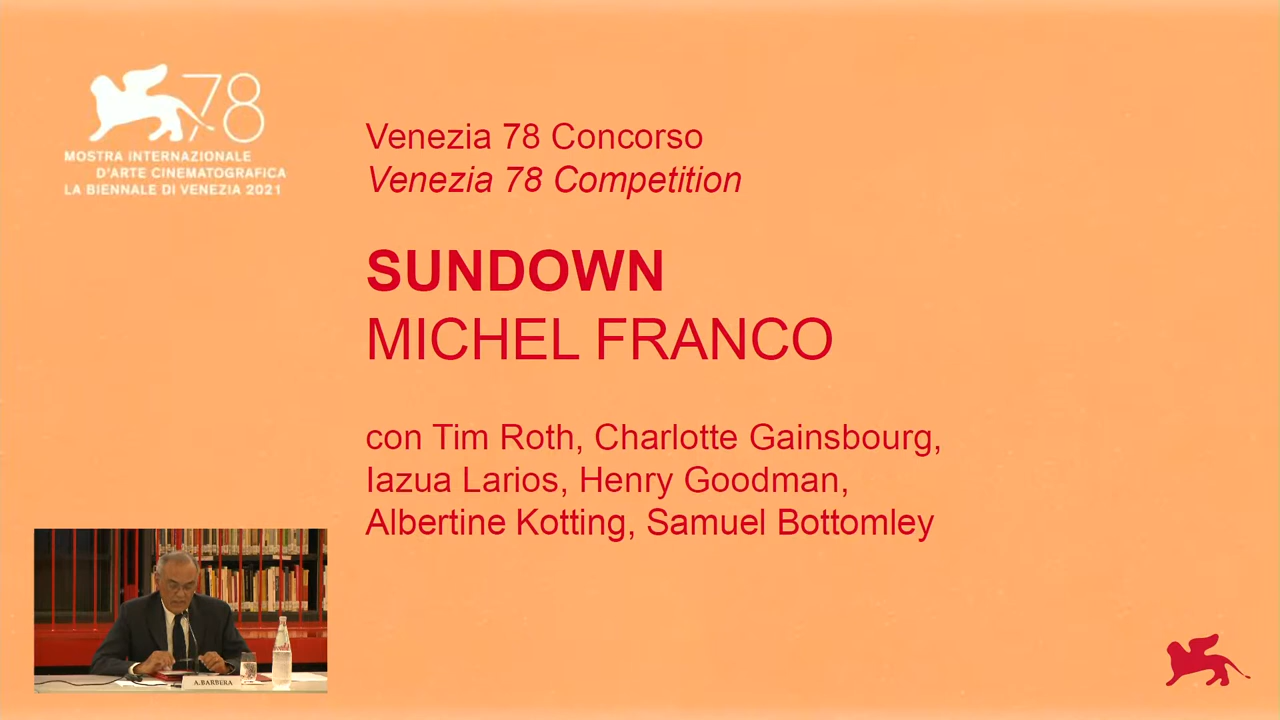 78
MOSTRA INTERNAZIONALE
D'ARTE CINEMATOGRAFICA
LA BIENNALE DI VENEZIA 2021
Venezia 78 Concorso
Venezia 78 Competition
SUNDOWN
MICHEL FRANCO
con Tim Roth, Charlotte Gainsbourg,
Iazua Larios, Henry Goodman,
Albertine Kotting, Samuel Bottomley
A.BARBERA